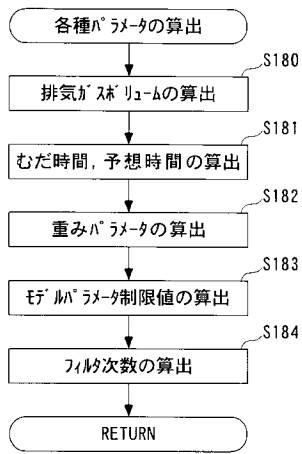 各種ﾊﾟﾗﾒｰﾀの算出
S180
排気ｶﾞｽﾎﾞﾘｭｰﾑの算出
S181
むだ時間,予想時間の算出
S182
重みﾊﾟﾗﾒｰﾀの算出
S183
ﾓﾃﾞﾙﾊﾟﾗﾒｰﾀ制限値の算出
S184
ﾌｨﾙﾀ次数の算出
RETURN